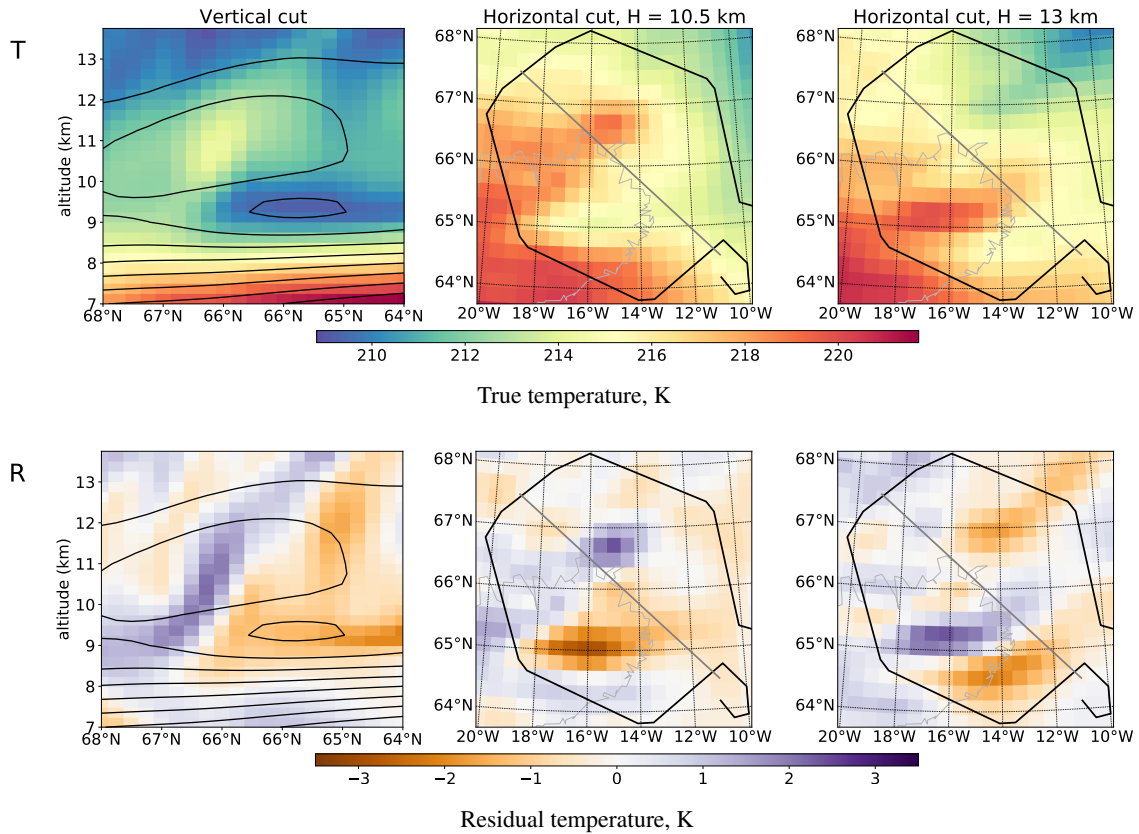 Vertical cut Horizontal cut, H = 10.5 km Horizontal cut, H = 13 km
T
altitude (km)
13
12
11
10
9
8
7
68°N 67°N 66°N 66°N 65°N 64°N
68°N
67°N
66°N
65°N
64°N
20°W 18°W 16°W 14°W 12°W 10°W
68°N
67°N
66°N
65°N
64°N
20°W 18°W 16°W 14°W 12°W 10°W
210 212 214 216 218 220
True temperature, K
R
altitude (km)
13
12
11
10
9
8
7
68°N 67°N 66°N 66°N 65°N 64°N
68°N
67°N
66°N
65°N
64°N
20°W 18°W 16°W 14°W 12°W 10°W
68°N
67°N
66°N
65°N
64°N
20°W 18°W 16°W 14°W 12°W 10°W
−3 −2 −1 0 1 2 3
Residual temperature, K